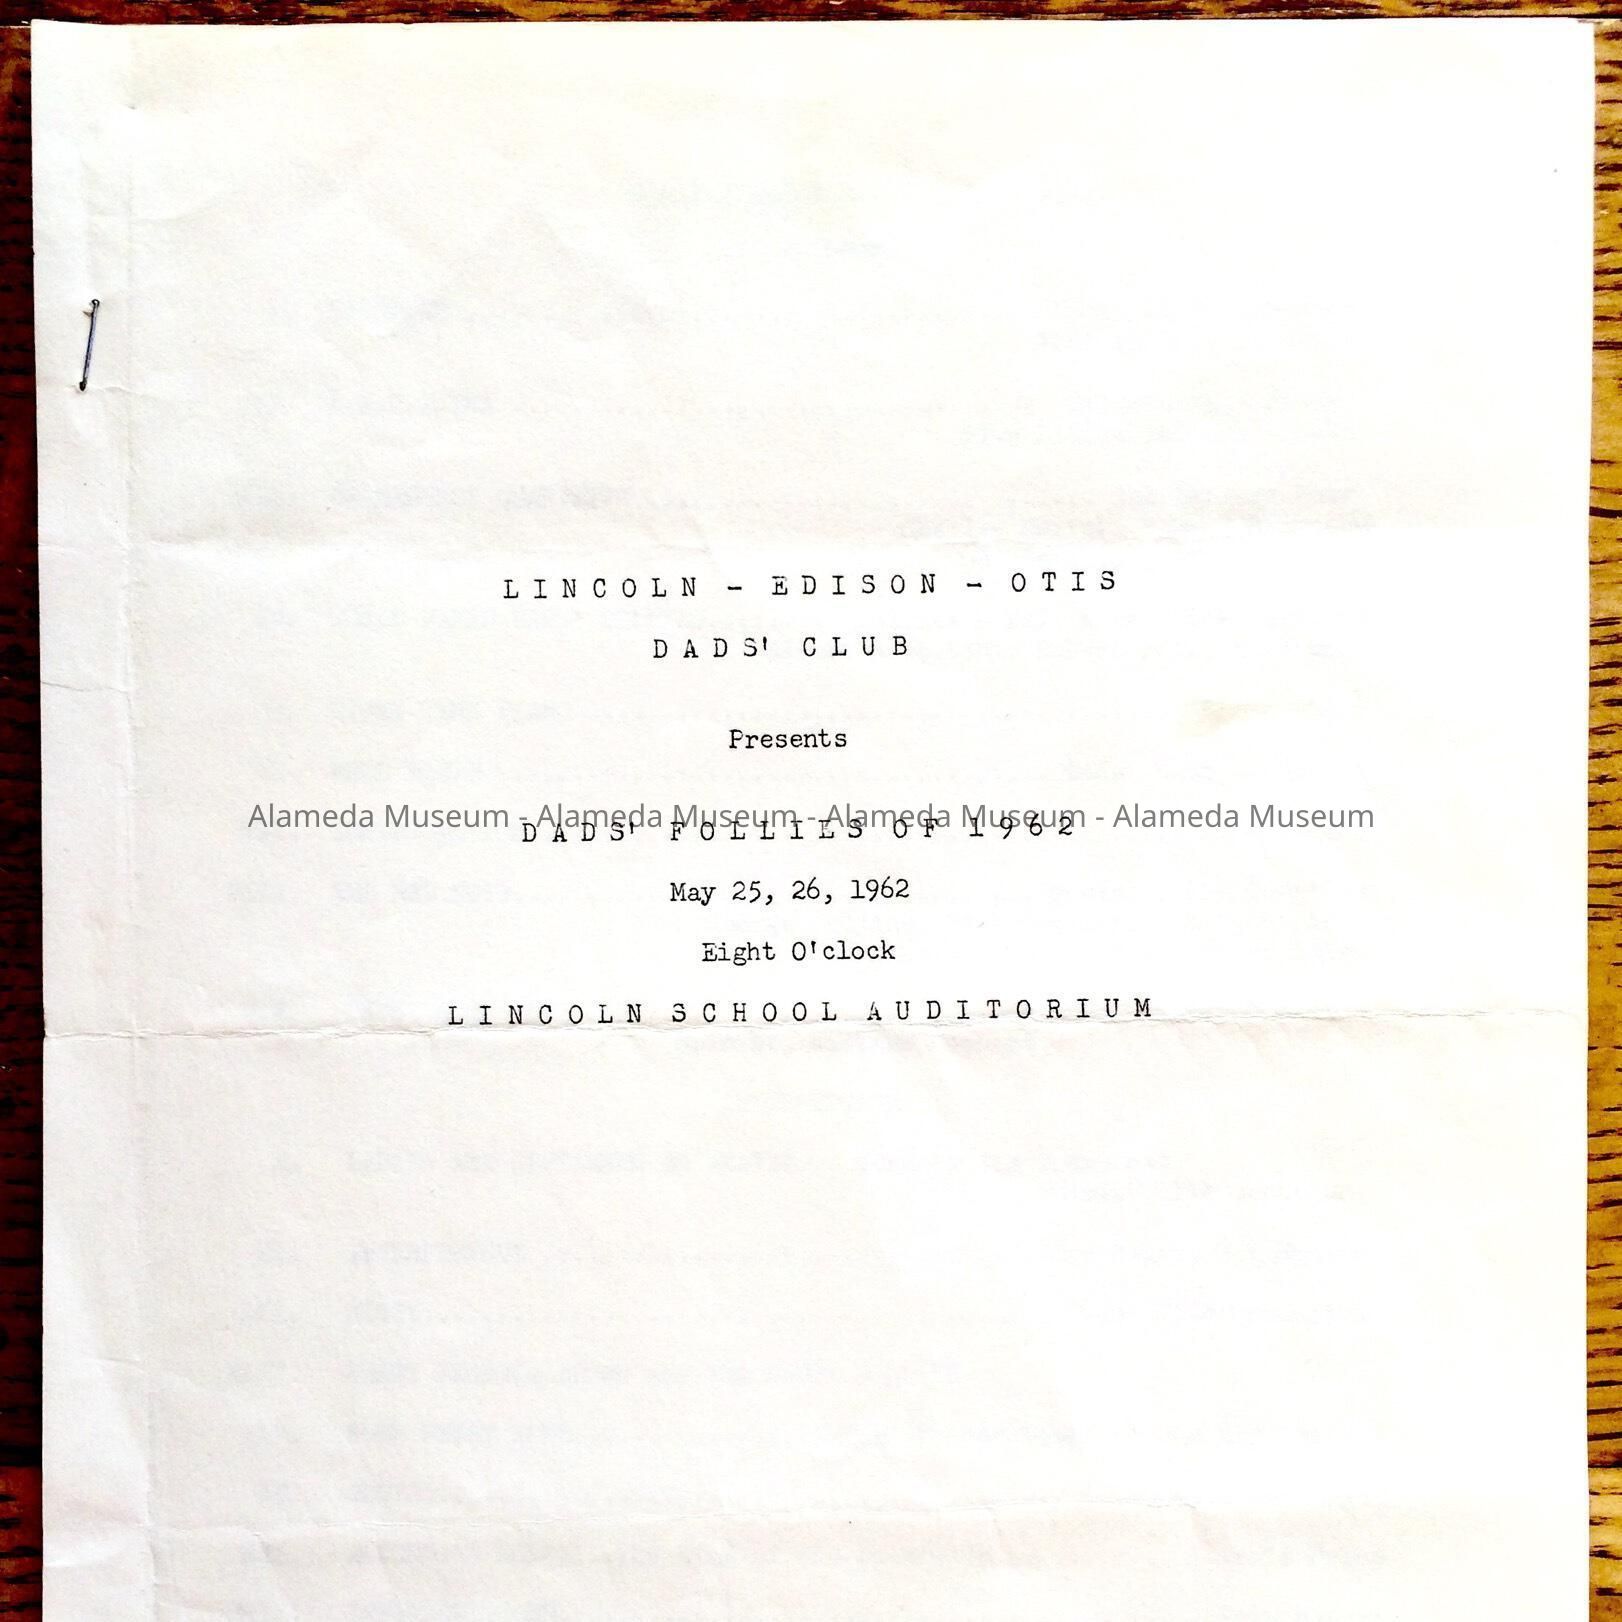 LINCOLN - EDISON - OTIS
DADS' CLUB
Presents
Alameda Museum - Alameda Museum - Alameda Museum - Alameda Museum
DADS' FOLLIES OF 1962
May 25, 26, 1962
Eight O'clock
LINCOLN SCHOOL AUDITORIUM